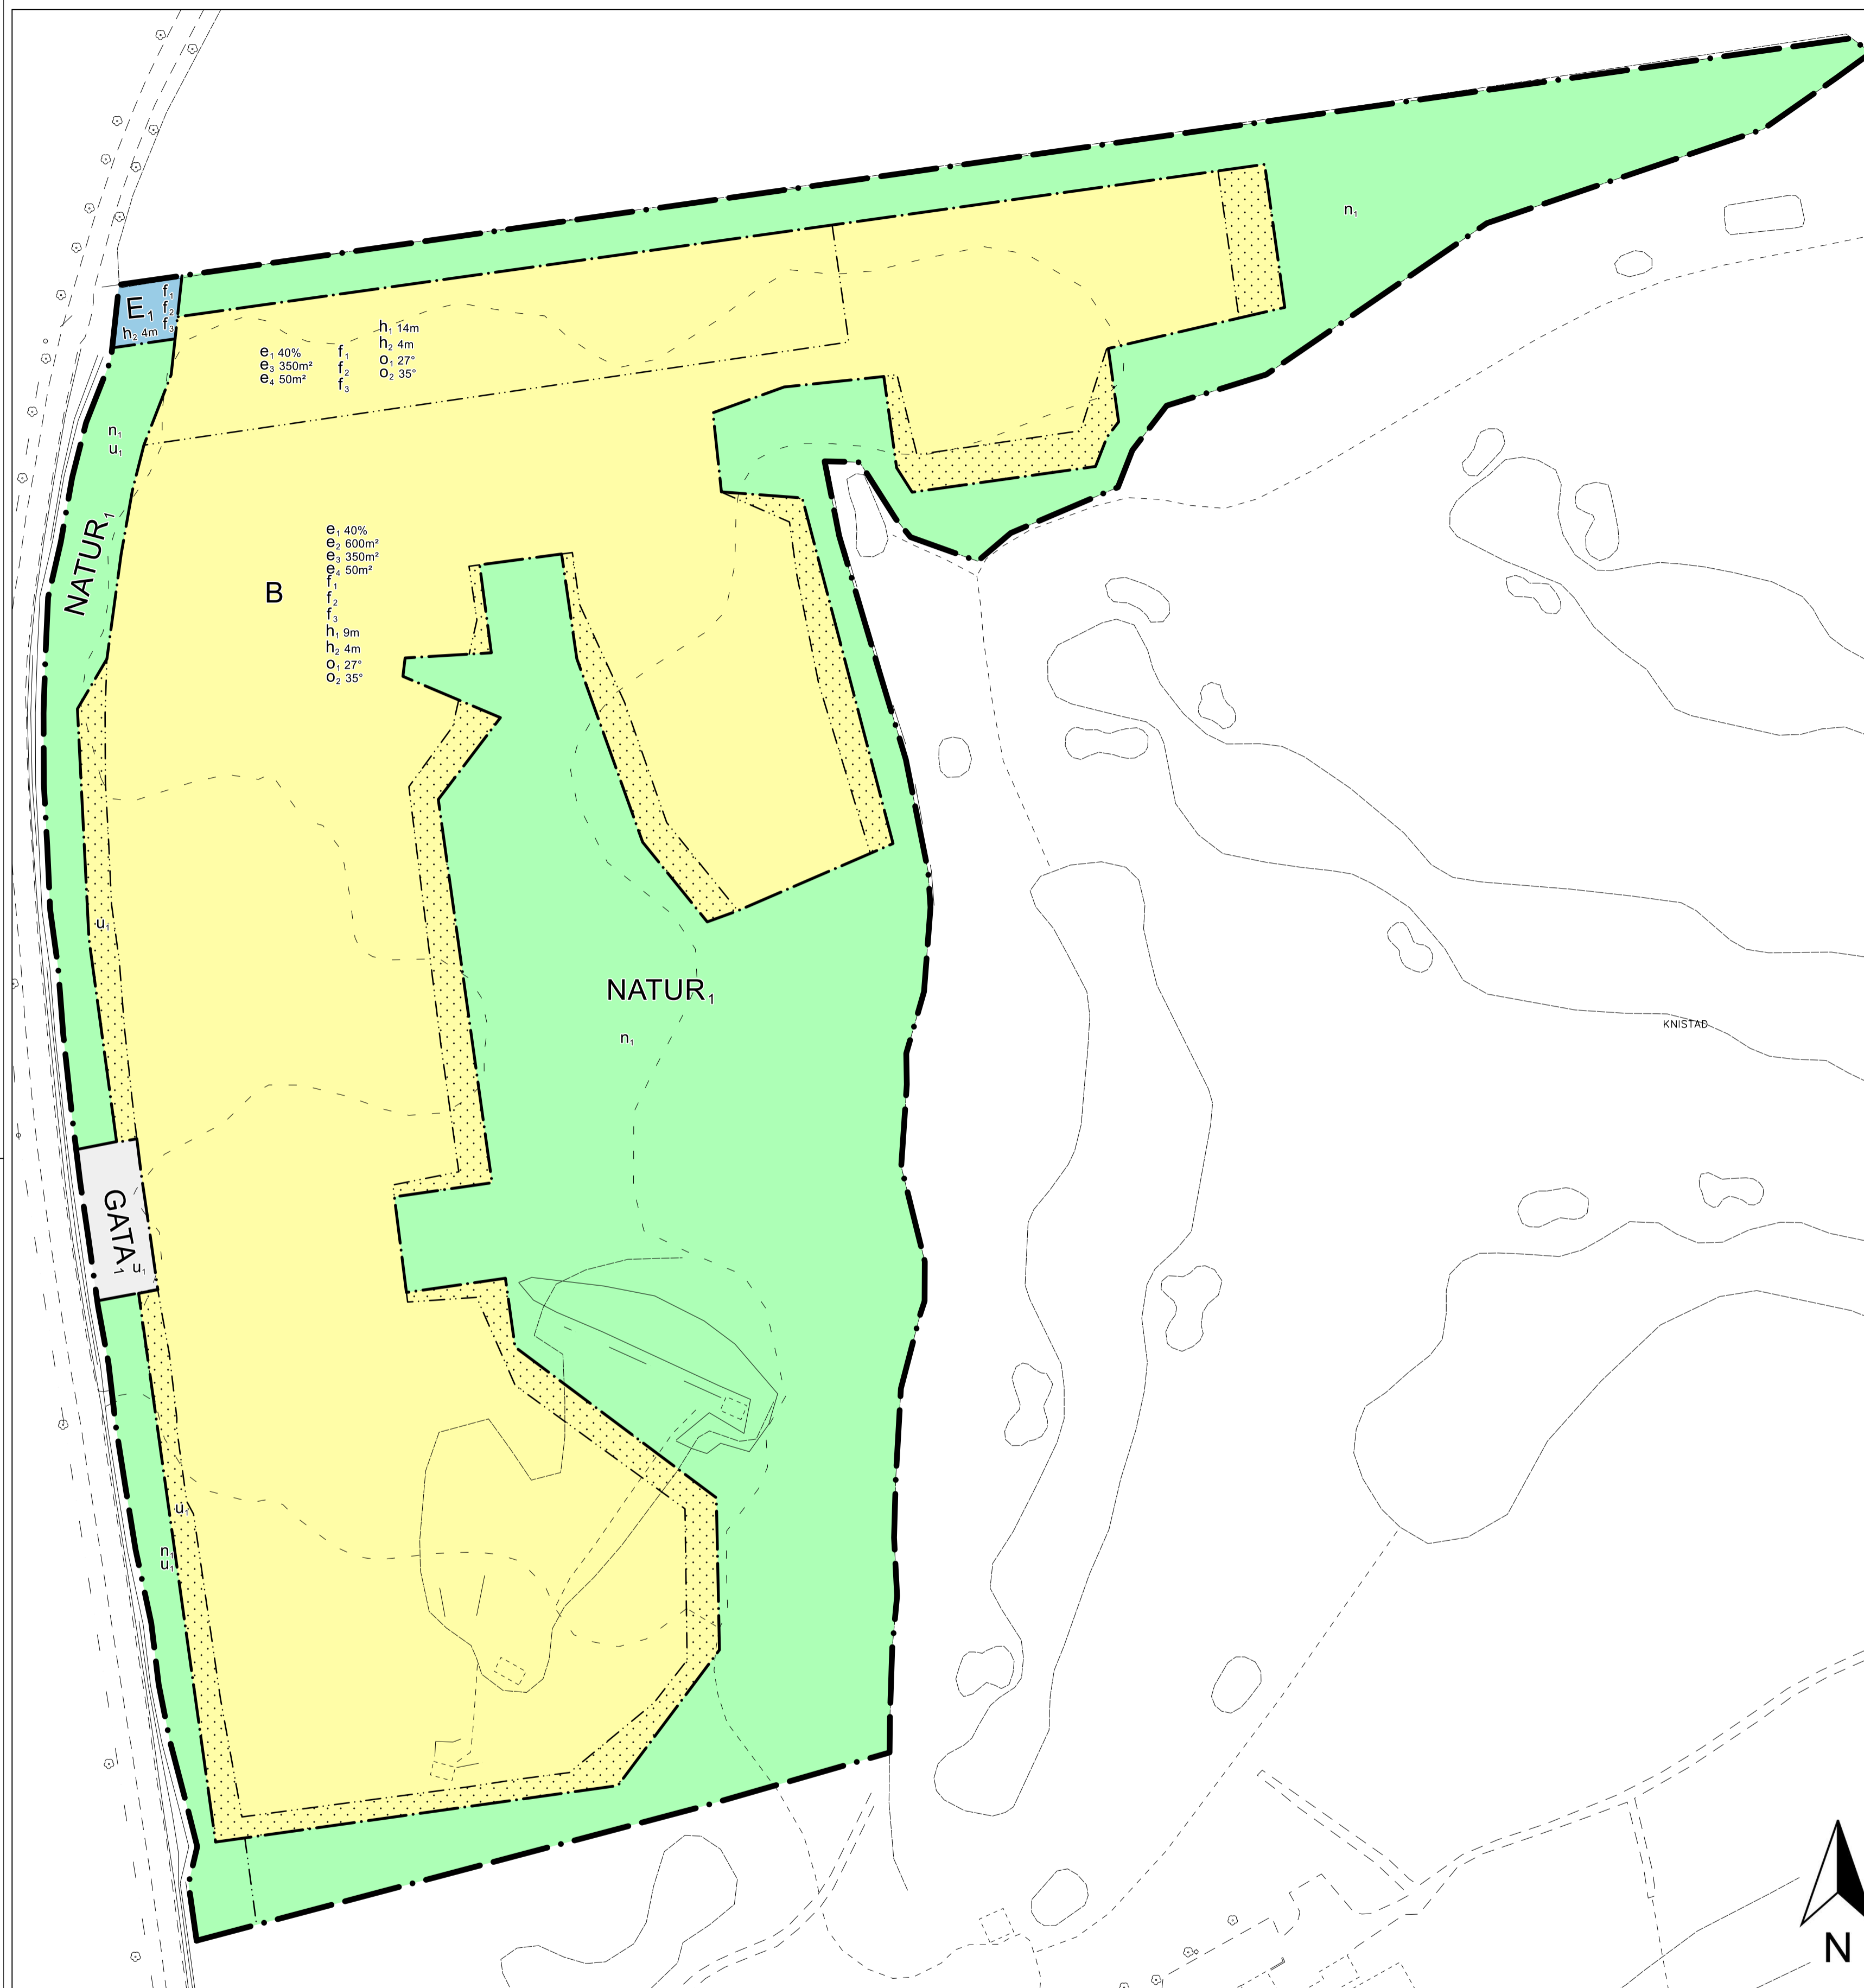 n₁
E₁
f₁
f₂
f₃
h₂ 4m
e₁ 40%
e₃ 350m²
e₄ 50m²
f₁
f₂
f₃
h₁ 14m
h₂ 4m
o₁ 27°
o₂ 35°
n₁
u₁
NATUR₁
B
e₁ 40%
e₂ 600m²
e₃ 350m²
e₄ 50m²
f₁
f₂
f₃
h₁ 9m
h₂ 4m
o₁ 27°
o₂ 35°
u₁
NATUR₁
n₁
KNISTAD
GATA₁
u₁
u₁
n₁
u₁
N